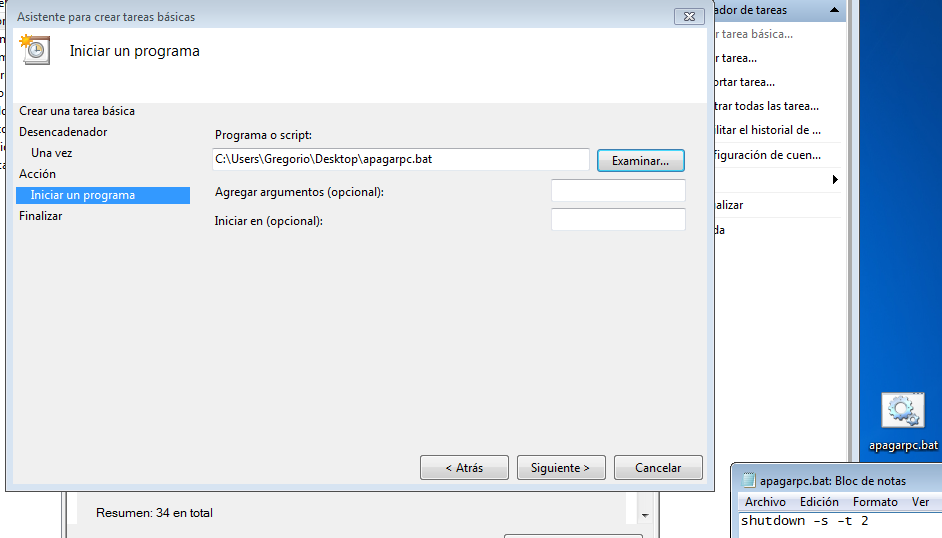 Asistente para crear tareas básicas
Iniciar un programa
Crear una tarea básica
Desencadenador
Una vez
Acción
Iniciar un programa
Finalizar
Programa o script:
C:\Users\Gregorio\Desktop\apagarpc.bat
Examinar...
Agregar argumentos (opcional):
Iniciar en (opcional):
< Atrás
Siguiente >
Cancelar
Resumen: 34 en total
ador de tareas
r tarea básica...
r tarea...
ortar tarea...
trar todas las tarea...
ilitar el historial de ...
figuración de cuen...
alizar
da
apagarpc.bat
apagarpc.bat: Bloc de notas
Archivo Edición Formato Ver
shutdown -s -t 2